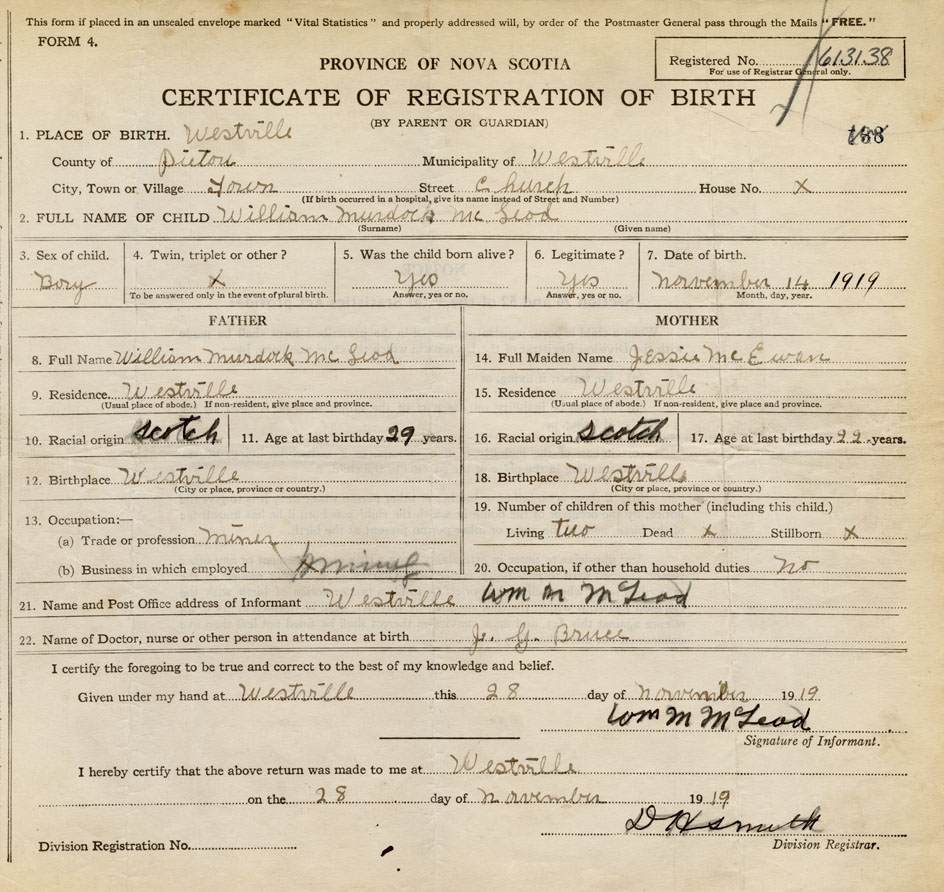 This form if placed in an unsealed envelope marked "Vital Statistics" and properly addressed will, by order of the Postmaster General pass through the Mails "FREE."
FORM 4.
Registered No. 613138
For use of Registrar General only.
PROVINCE OF NOVA SCOTIA
CERTIFICATE OF REGISTRATION OF BIRTH
(BY PARENT OR GUARDIAN)
1. PLACE OF BIRTH. Westville
County of Pictou Municipality of Westville
City, Town or Village Town Street Church House No. X
(If birth occurred in a hospital, give its name instead of Street and Number)
2. FULL NAME OF CHILD William Murdock Mc Leod
(Surname) (Given name)
3. Sex of child. 4. Twin, triplet or other? 5. Was the child born alive? 6. Legitimate? 7. Date of birth.
Boy X Yes Yes November 14 1919
To be answered only in the event of plural birth. Answer, yes or no. Answer, yes or no. Month, day, year.
FATHER MOTHER
8. Full Name William Murdock Mc Leod 14. Full Maiden Name Jessie Mc Ewan
9. Residence. Westville 15. Residence Westville
(Usual place of abode.) If non-resident, give place and province. (Usual place of abode.) If non-resident, give place and province.
10. Racial origin Scotch 11. Age at last birthday 29 years. 16. Racial origin Scotch 17. Age at last birthday 22 years.
12. Birthplace Westville 18. Birthplace Westville
(City or place, province or country.) (City or place, province or country.)
13. Occupation:— 19. Number of children of this mother (including this child.)
(a) Trade or profession Miner Living two Dead X Stillborn X
(b) Business in which employed mining 20. Occupation, if other than household duties. No
21. Name and Post Office address of Informant Westville Wm M McLeod
22. Name of Doctor, nurse or other person in attendance at birth J. G. Bruce
I certify the foregoing to be true and correct to the best of my knowledge and belief.
Given under my hand at Westville this 28 day of November 1919
Wm M McLeod
Signature of Informant.
I hereby certify that the above return was made to me at Westville
on the 28 day of November 1919
D H Smith
Division Registrar.
Division Registration No.